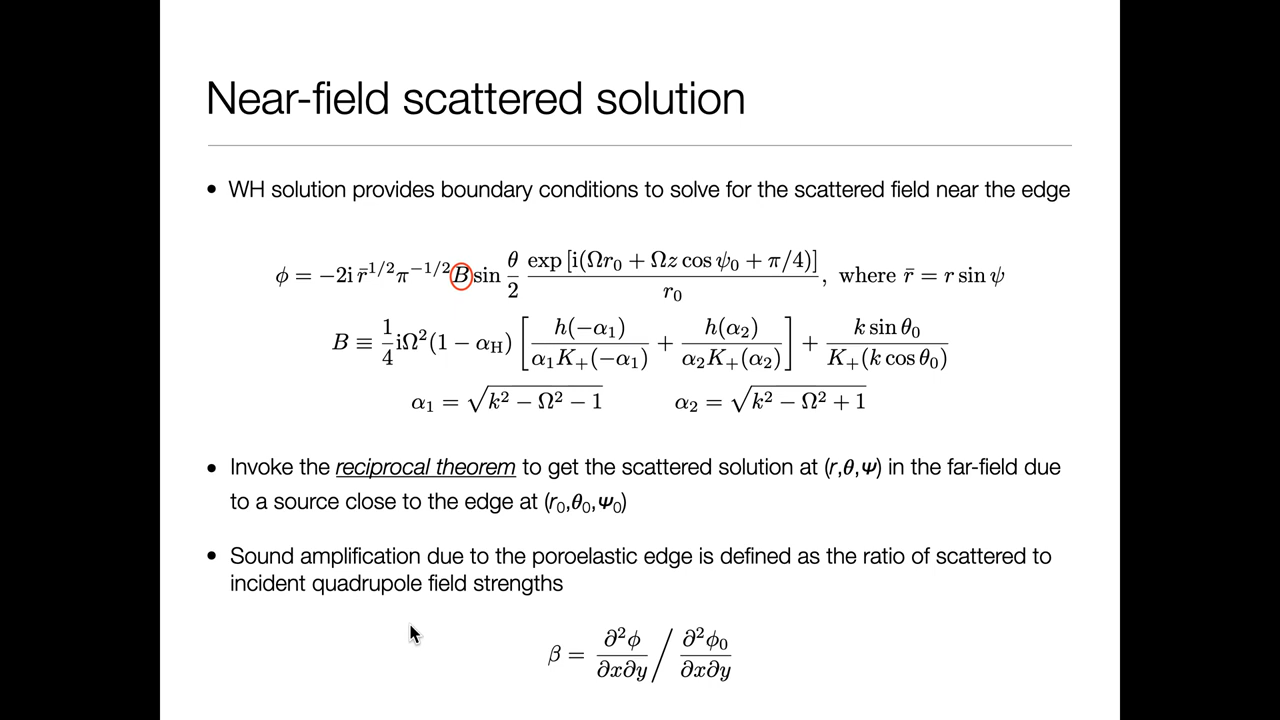 Near-field scattered solution
• WH solution provides boundary conditions to solve for the scattered field near the edge
ϕ = −2i r̄^{1/2} π^{−1/2} B sin θ/2 exp [i(Ωr₀ + Ωz cos ψ₀ + π/4)] / r₀, where r̄ = r sin ψ
B ≡ 1/4 iΩ²(1 − α_H) [ h(−α₁) / α₁K₊(−α₁) + h(α₂) / α₂K₊(α₂) ] + k sin θ₀ / K₊(k cos θ₀)
α₁ = √(k² − Ω² − 1) α₂ = √(k² − Ω² + 1)
• Invoke the reciprocal theorem to get the scattered solution at (r,θ,ψ) in the far-field due
to a source close to the edge at (r₀,θ₀,ψ₀)
• Sound amplification due to the poroelastic edge is defined as the ratio of scattered to
incident quadrupole field strengths
β = ∂²ϕ/∂x∂y / ∂²ϕ₀/∂x∂y